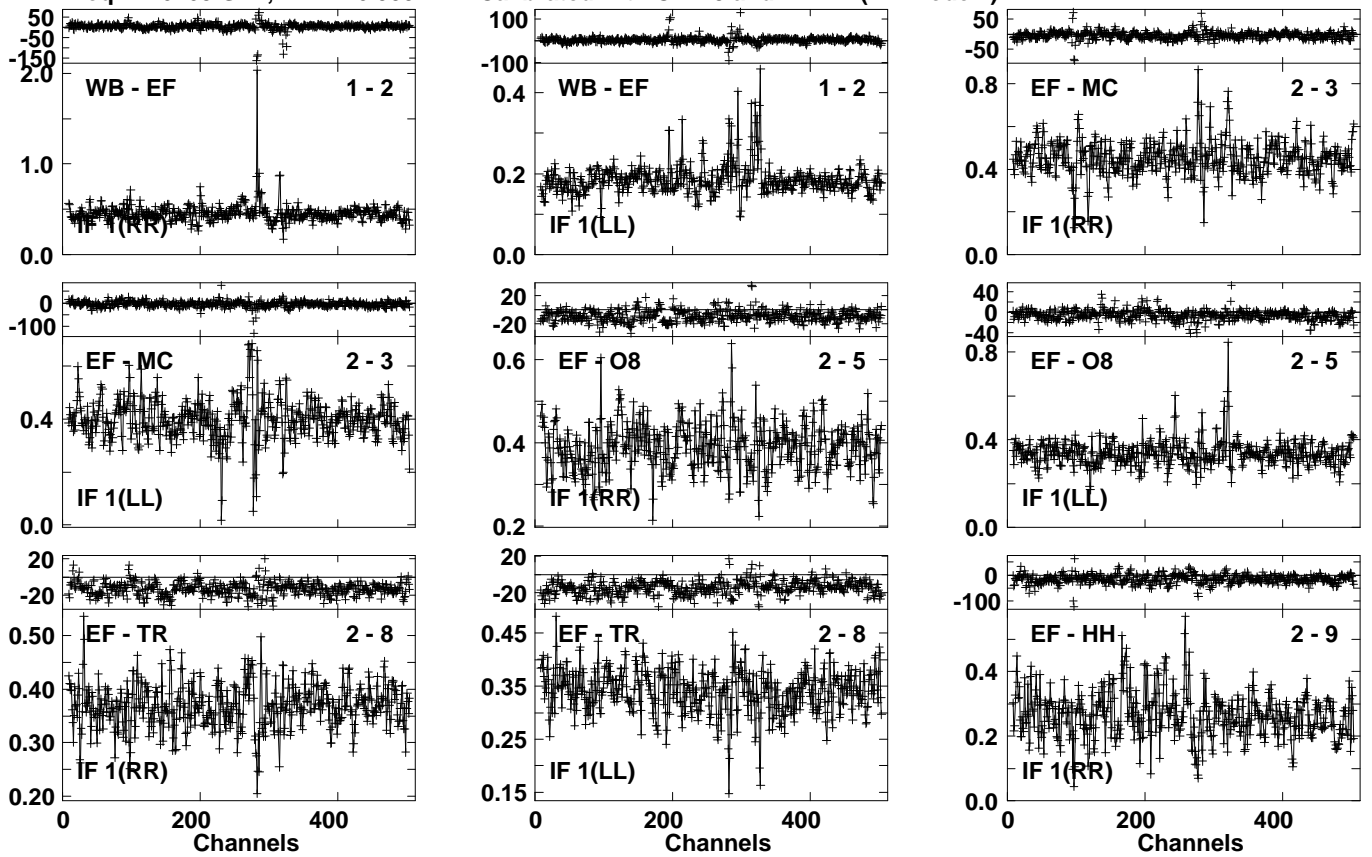 50
-50
-150
2.0
WB - EF 1 - 2
1.0
IF 1(RR)
0.0
100
-100
0.4
WB - EF 1 - 2
0.2
IF 1(LL)
0.0
50
-50
0.8
EF - MC 2 - 3
0.4
IF 1(RR)
0.0
0
-100
EF - MC 2 - 3
0.4
IF 1(LL)
0.0
20
-20
0.6
EF - O8 2 - 5
0.4
IF 1(RR)
0.2
40
0
-40
0.8
EF - O8 2 - 5
0.4
IF 1(LL)
0.0
20
-20
0.50
EF - TR 2 - 8
0.40
0.30
IF 1(RR)
0.20
0 200 400
Channels
20
-20
0.45
EF - TR 2 - 8
0.35
0.25
IF 1(LL)
0.15
0 200 400
Channels
0
-100
EF - HH 2 - 9
0.4
0.2
IF 1(RR)
0.0
0 200 400
Channels